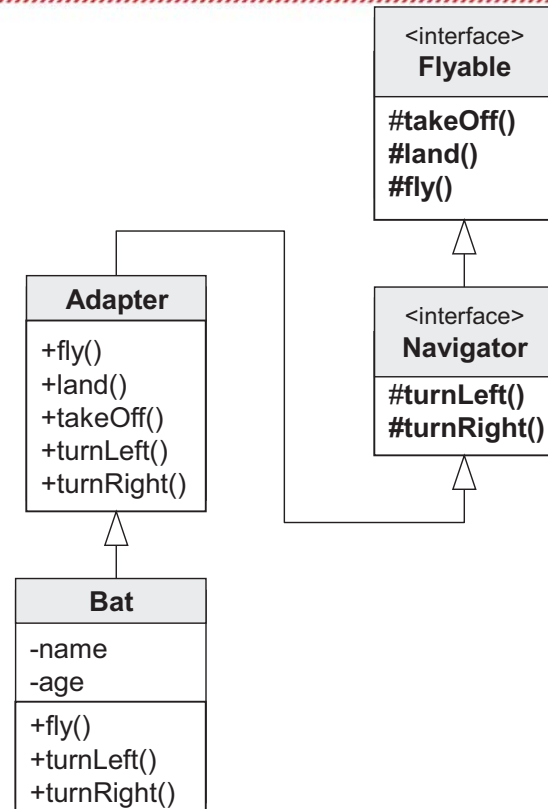 <interface>
Flyable
#takeOff()
#land()
#fly()
Adapter
+fly()
+land()
+takeOff()
+turnLeft()
+turnRight()
<interface>
Navigator
#turnLeft()
#turnRight()
Bat
-name
-age
+fly()
+turnLeft()
+turnRight()